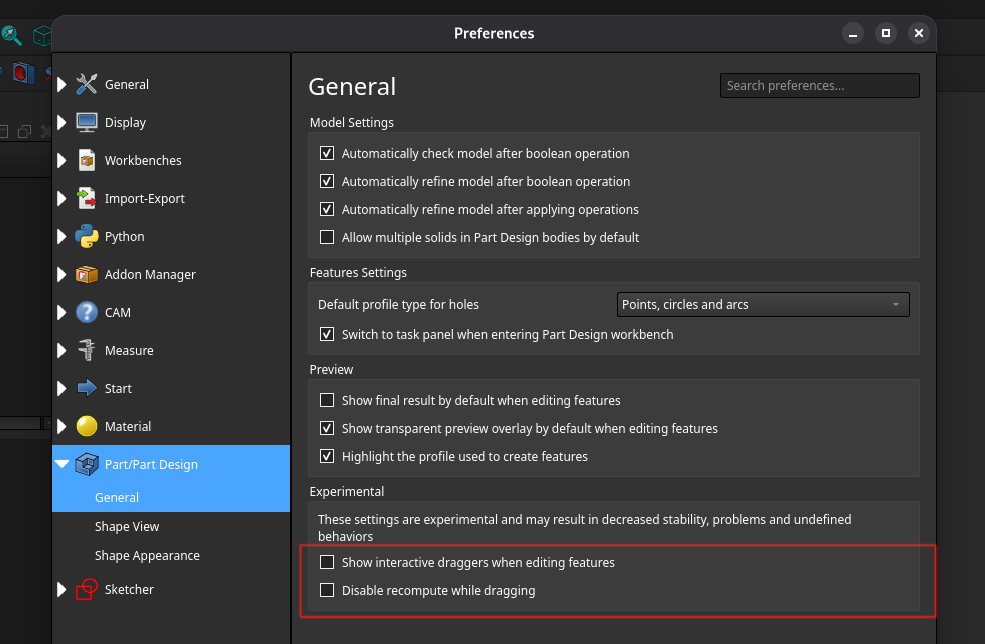 Preferences
General
Display
Workbenches
Import-Export
Python
Addon Manager
CAM
Measure
Start
Material
Part/Part Design
General
Shape View
Shape Appearance
Sketcher
General
Search preferences...
Model Settings
Automatically check model after boolean operation
Automatically refine model after boolean operation
Automatically refine model after applying operations
Allow multiple solids in Part Design bodies by default
Features Settings
Default profile type for holes
Points, circles and arcs
Switch to task panel when entering Part Design workbench
Preview
Show final result by default when editing features
Show transparent preview overlay by default when editing features
Highlight the profile used to create features
Experimental
These settings are experimental and may result in decreased stability, problems and undefined
behaviors
Show interactive draggers when editing features
Disable recompute while dragging